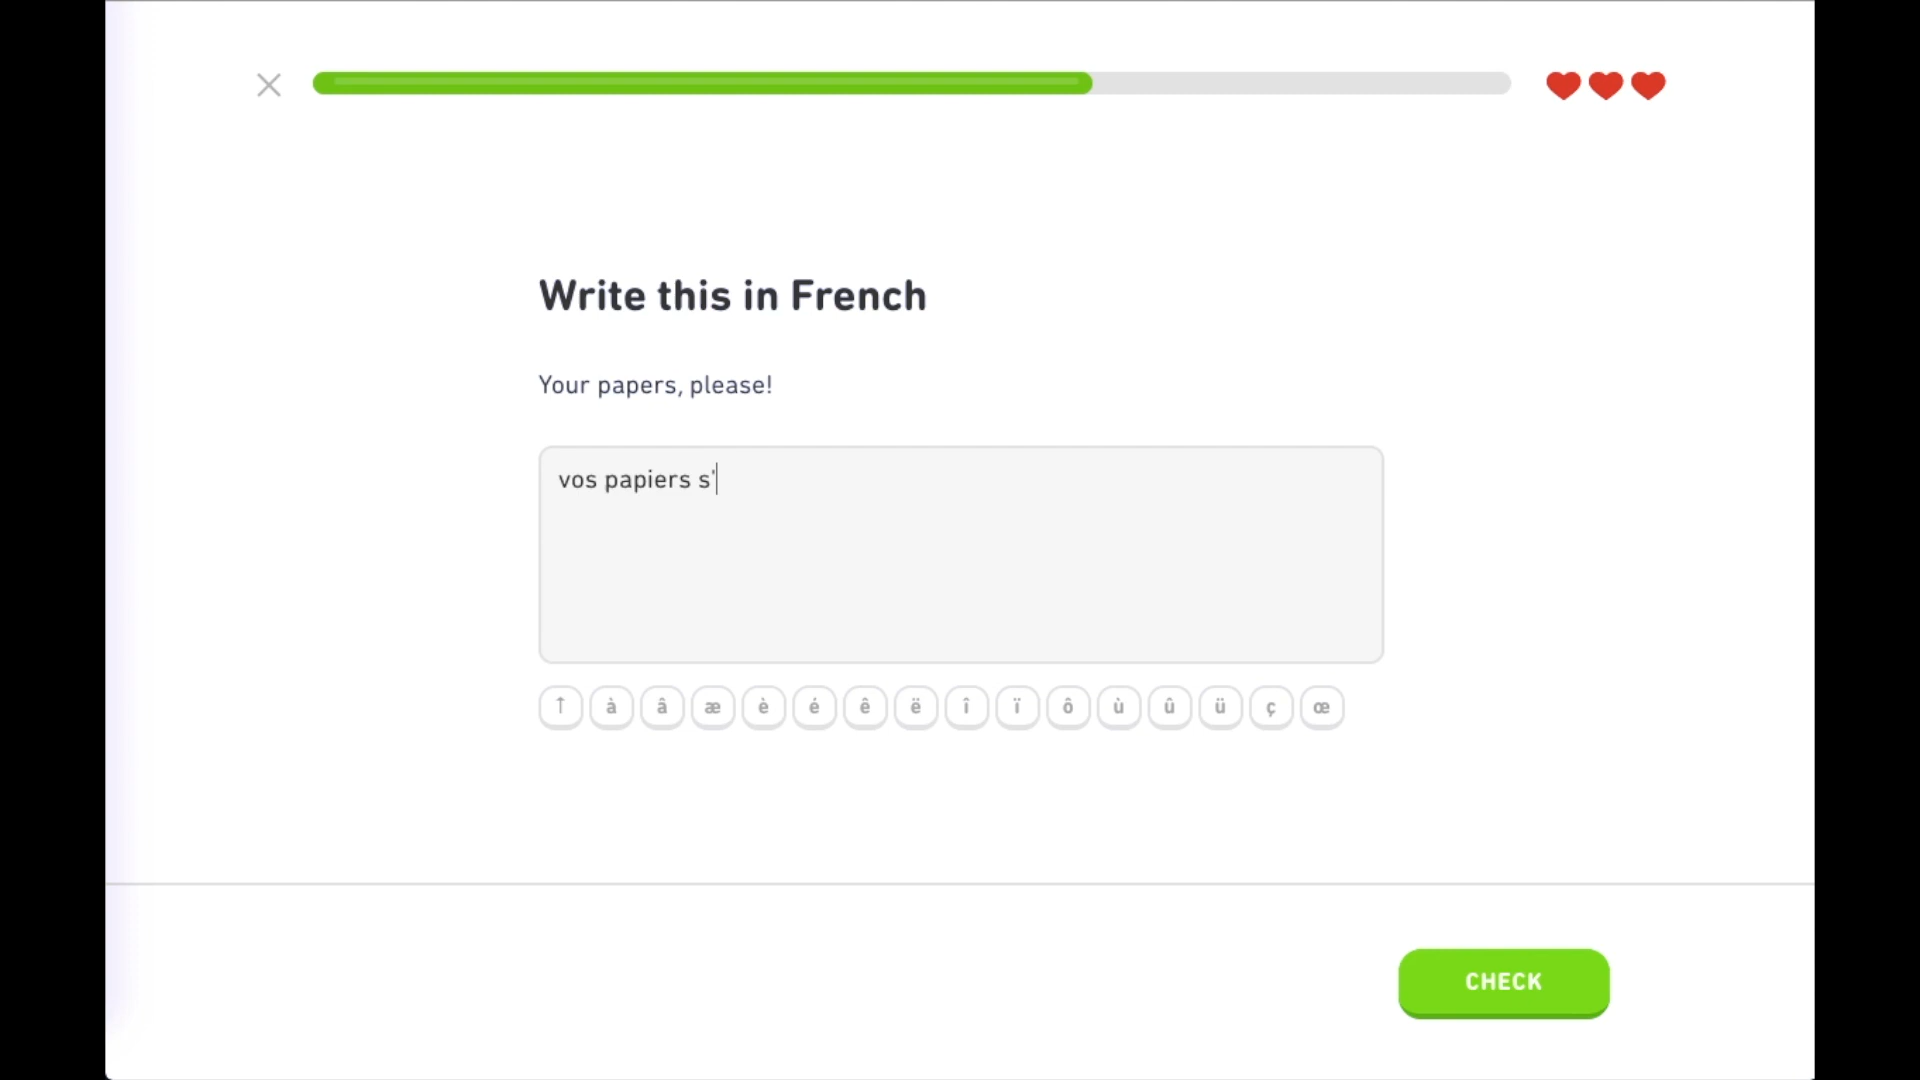 Write this in French
Your papers, please!
vos papiers s'
↑ à â æ è é ê ë î ï ô ù û ü ç œ
CHECK